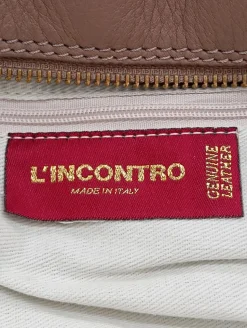 L'INCONTRO
MADE IN ITALY
GENUINE
LEATHER